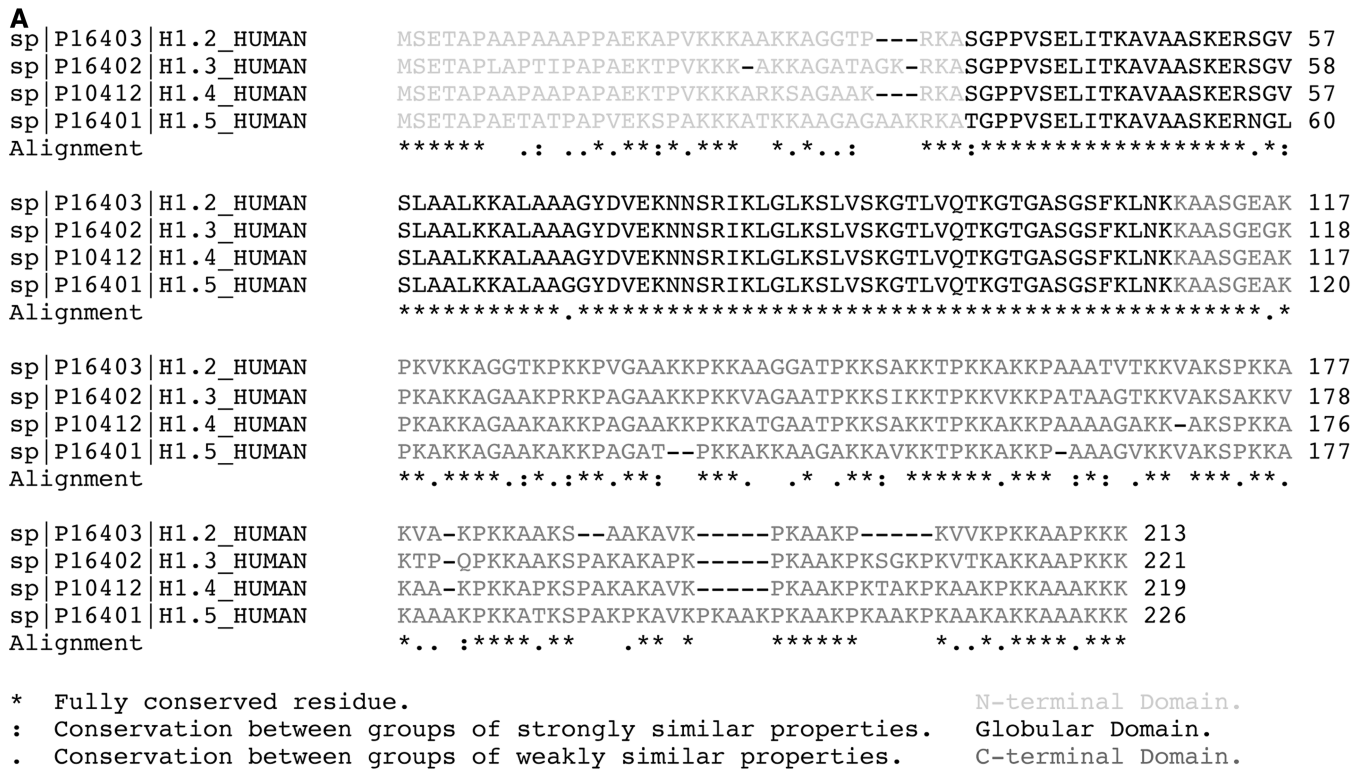 A
sp|P16403|H1.2_HUMAN      MSETAPAAPAAAPPAEKAPVKKKAAKKAGGTP---RKASGPPVSELITKAVAASKERSGV 57
sp|P16402|H1.3_HUMAN      MSETAPLAPTIPAPAEKTPVKKK-AKKAGATAGK-RKASGPPVSELITKAVAASKERSGV 58
sp|P10412|H1.4_HUMAN      MSETAPAAPAAPAPAEKTPVKKKARKSAGAAK---RKASGPPVSELITKAVAASKERSGV 57
sp|P16401|H1.5_HUMAN      MSETAPAETATPAPVEKSPAKKKATKKAAGAGAAKRKATGPPVSELITKAVAASKERNGL 60
Alignment                 ******  .: ..*.**:*.***  *.*..:    ***:*******************.*:
sp|P16403|H1.2_HUMAN      SLAALKKALAAAGYDVEKNNSRIKLGLKSLVSKGTLVQTKGTGASGSFKLNKKAASGEAK 117
sp|P16402|H1.3_HUMAN      SLAALKKALAAAGYDVEKNNSRIKLGLKSLVSKGTLVQTKGTGASGSFKLNKKAASGEGK 118
sp|P10412|H1.4_HUMAN      SLAALKKALAAAGYDVEKNNSRIKLGLKSLVSKGTLVQTKGTGASGSFKLNKKAASGEAK 117
sp|P16401|H1.5_HUMAN      SLAALKKALAAGGYDVEKNNSRIKLGLKSLVSKGTLVQTKGTGASGSFKLNKKAASGEAK 120
Alignment                 ***********.**********************************************.*
sp|P16403|H1.2_HUMAN      PKVKKAGGTKPKKPVGAAKKPKKAAGGATPKKSAKKTPKKAKKPAAATVTKKVAKSPKKA 177
sp|P16402|H1.3_HUMAN      PKAKKAGAAKPRKPAGAAKKPKKVAGAATPKKSIKKTPKKVKKPATAAGTKKVAKSAKKV 178
sp|P10412|H1.4_HUMAN      PKAKKAGAAKAKKPAGAAKKPKKATGAATPKKSAKKTPKKAKKPAAAAGAKK-AKSPKKA 176
sp|P16401|H1.5_HUMAN      PKAKKAGAAKAKKPAGAT--PKKAKKAAGAKKAVKKTPKKAKKP-AAAGVKKVAKSPKKA 177
Alignment                 **.****.:*.:**.**:  ***  .* .**: ******.***  :*: .** ***.**.
sp|P16403|H1.2_HUMAN      KVA-KPKKAAKS--AAKAVK-----PKAAKP-----KVVKPKKAAPKKK 213
sp|P16402|H1.3_HUMAN      KTP-QPKKAAKSPAKAKAPK-----PKAAKPKSGKPKVTKAKKAAPKKK 221
sp|P10412|H1.4_HUMAN      KAA-KPKKAPKSPAKAKAVK-----PKAAKPKTAKPKAAKPKKAAAKKK 219
sp|P16401|H1.5_HUMAN      KAAAKPKKATKSPAKPKAVKPKAAKPKAAKPKAAKPKAAKAKKAAAKKK 226
Alignment                 *.. :****.**   .** *     ******     *..*.****.***
* Fully conserved residue.
N-terminal Domain.
: Conservation between groups of strongly similar properties.
Globular Domain.
. Conservation between groups of weakly similar properties.
C-terminal Domain.